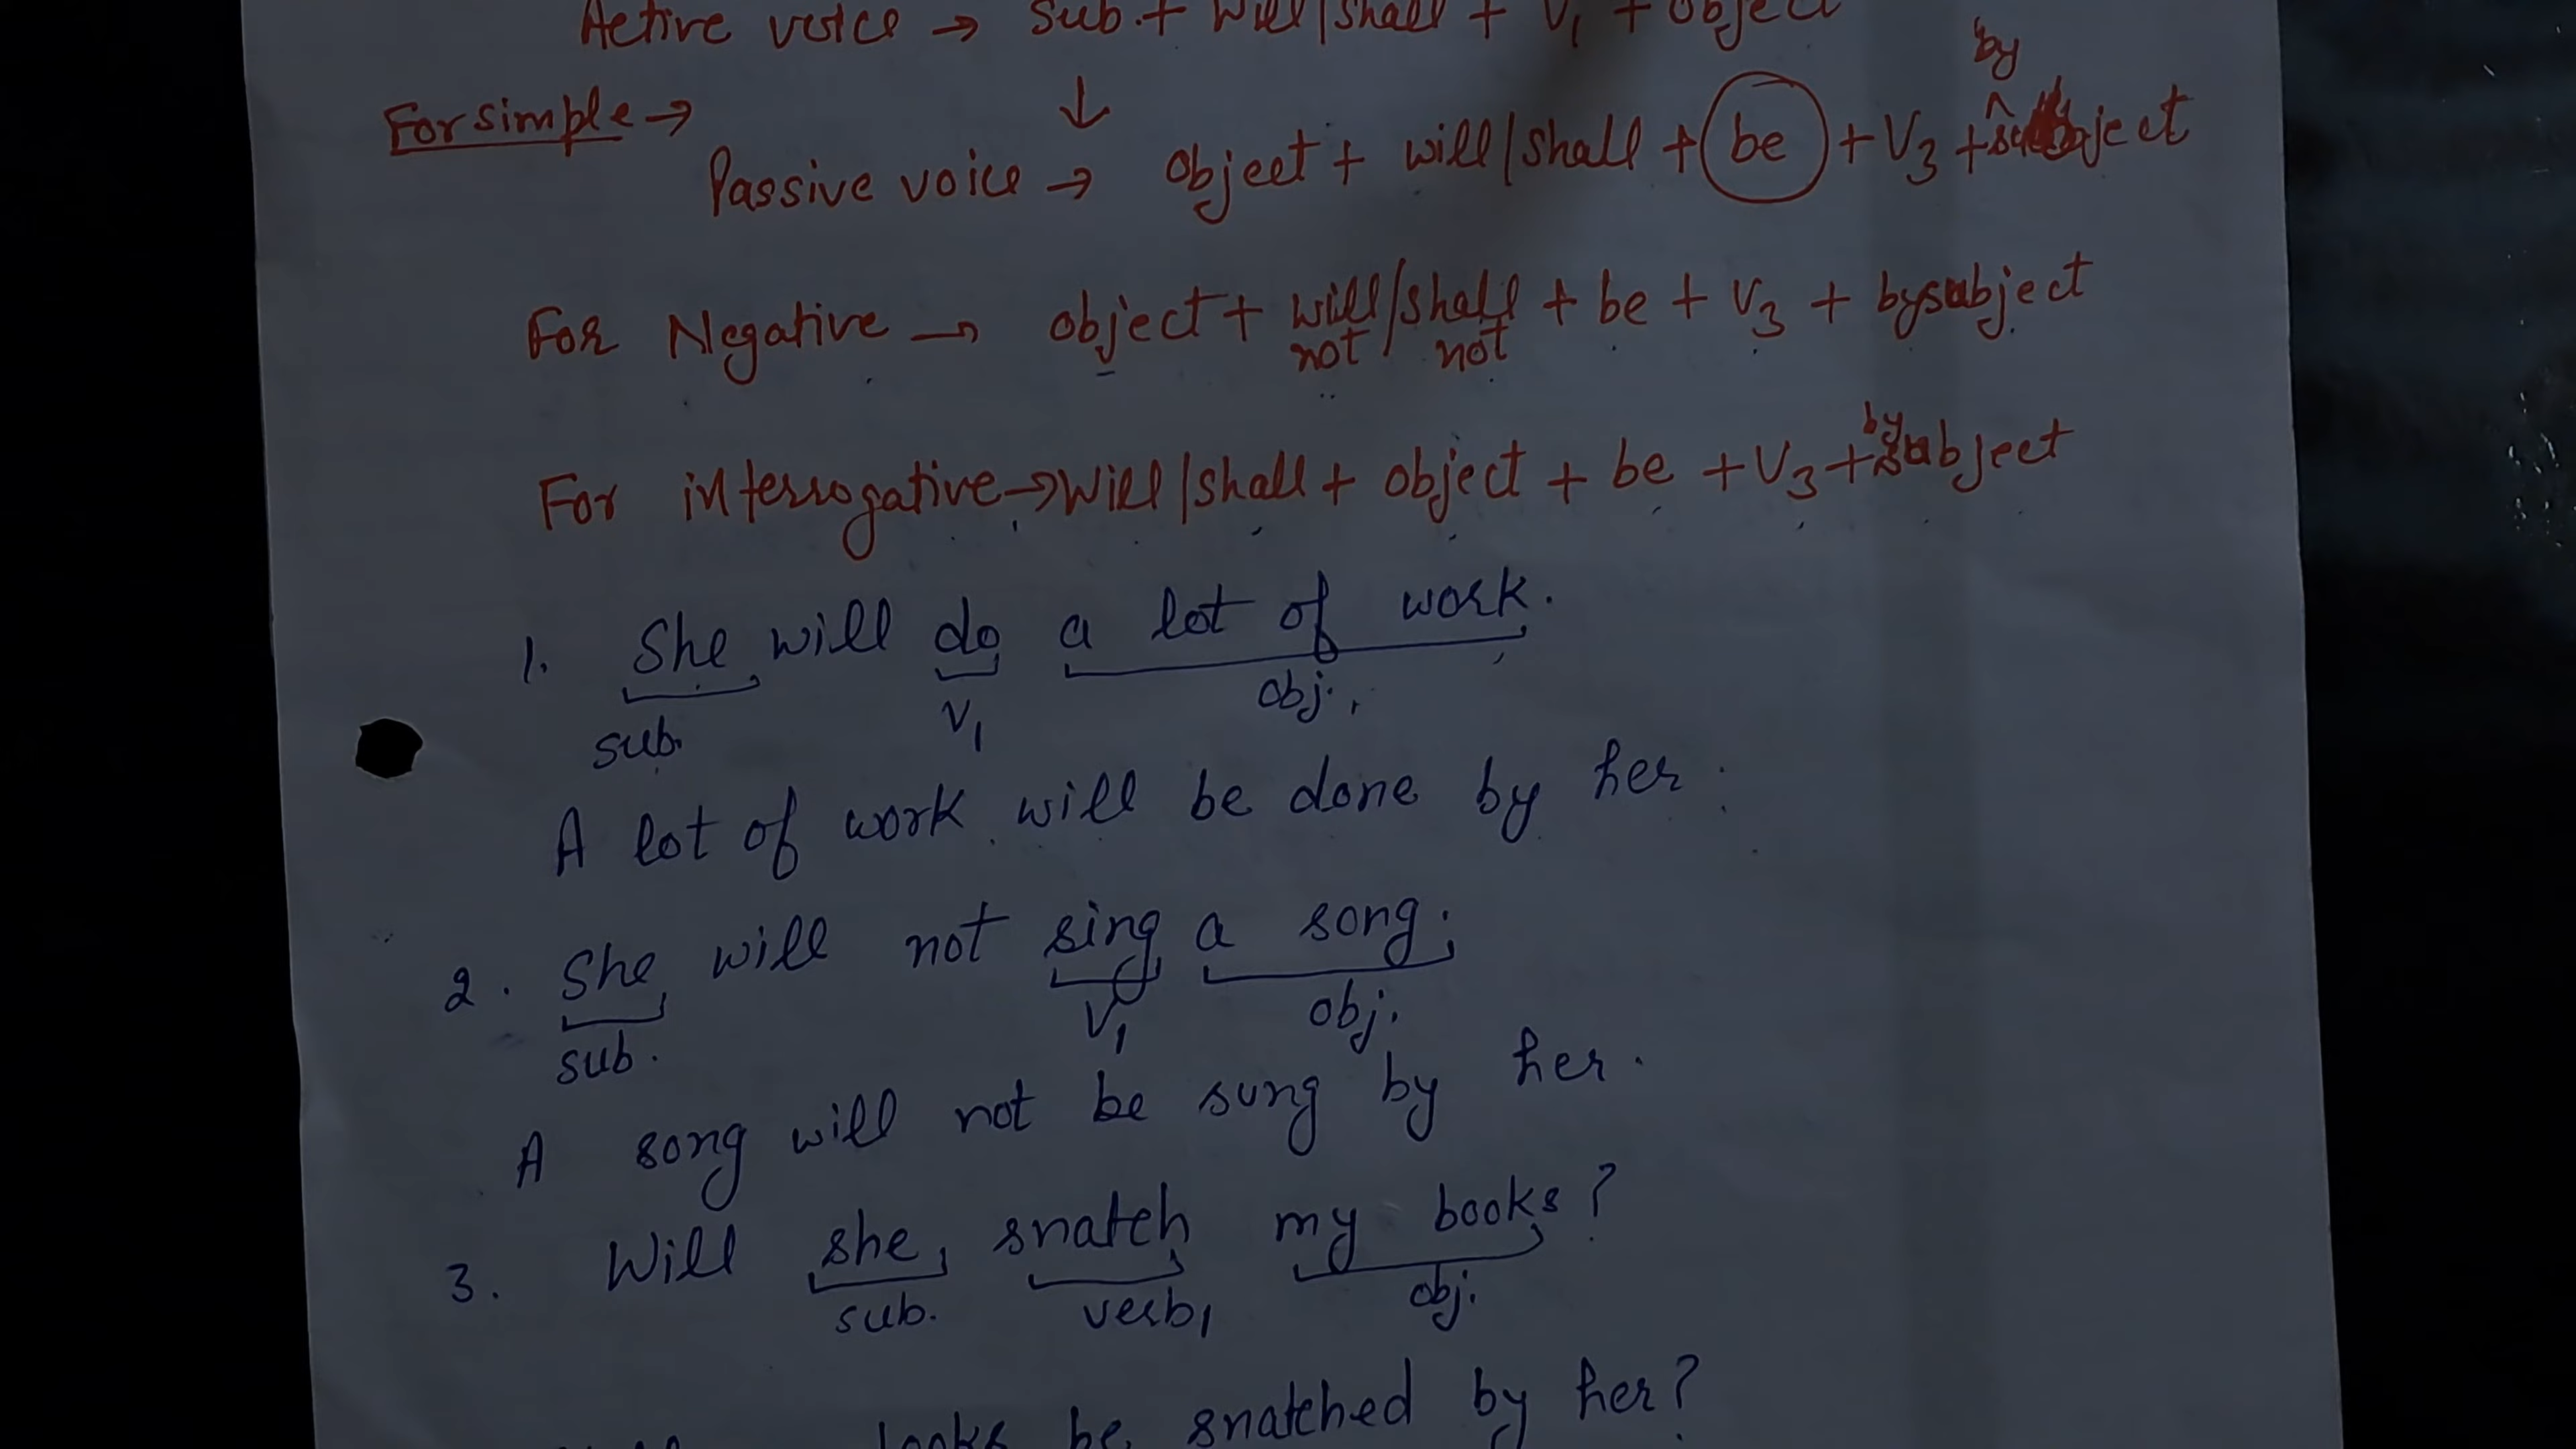 Active voice → Sub. + Will/shall + V1 + object
↓
For simple →
Passive voice → object + will/shall + be + V3 + by subject
For Negative → object + will not/shall not + be + V3 + by subject
For interrogative → Will/shall + object + be + V3 + by subject
1. She will do a lot of work.
sub. V1 obj.
A lot of work will be done by her.
2. She will not sing a song.
sub. V1 obj.
A song will not be sung by her.
3. Will she snatch my books?
sub. verb1 obj.
books be snatched by her?